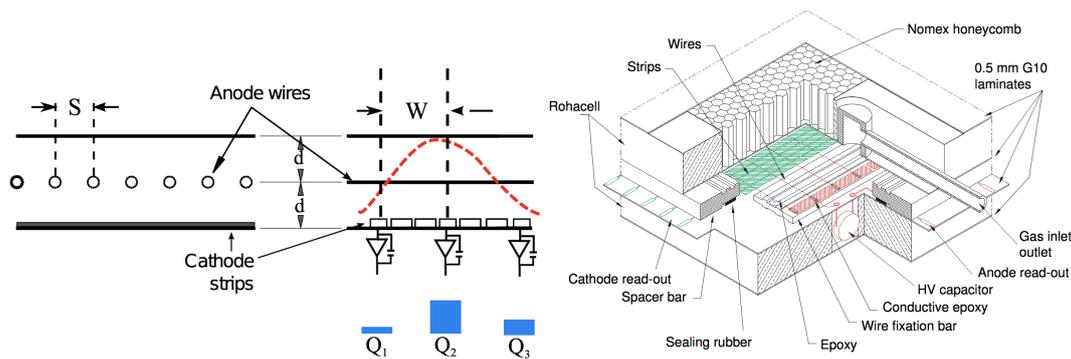 S
Anode wires
W
d
d
Cathode
strips
Q1
Q2
Q3
Wires
Strips
Rohacell
Nomex honeycomb
0.5 mm G10
laminates
Gas inlet
outlet
Anode read-out
HV capacitor
Conductive epoxy
Wire fixation bar
Epoxy
Sealing rubber
Spacer bar
Cathode read-out